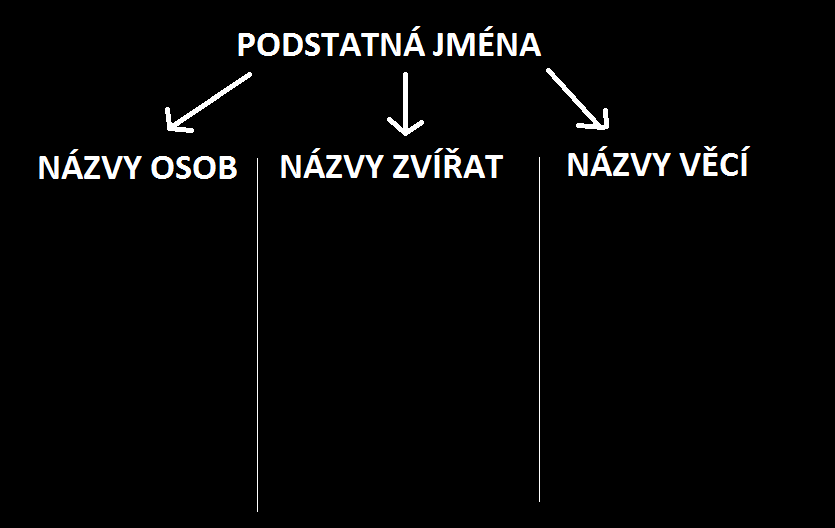 PODSTATNÁ JMÉNA
NÁZVY OSOB
NÁZVY ZVÍŘAT
NÁZVY VĚCÍ